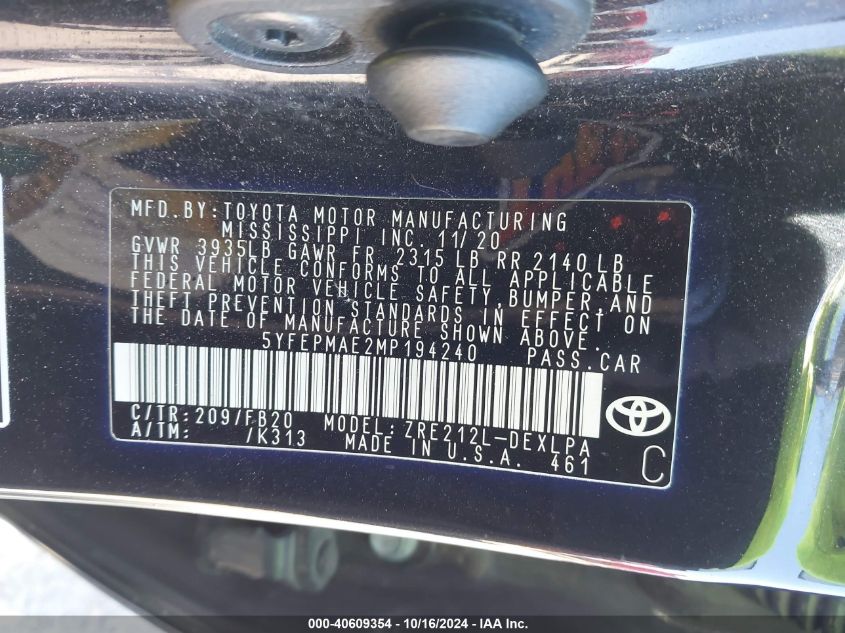 MFD. BY: TOYOTA MOTOR MANUFACTURING
MISSISSIPPI INC. 11/20
GVWR 3935LB GAWR FR 2315 LB RR 2140 LB
THIS VEHICLE CONFORMS TO ALL APPLICABLE
FEDERAL MOTOR VEHICLE SAFETY, BUMPER, AND
THEFT PREVENTION STANDARDS IN EFFECT ON
THE DATE OF MANUFACTURE SHOWN ABOVE.
5YFEPMAE2MP194240 PASS. CAR
C/TR: 209/FB20 MODEL: ZRE212L-DEXLPA
A/TM: /K313 MADE IN U.S.A. 461
C
000-40609354 - 10/16/2024 - IAA Inc.